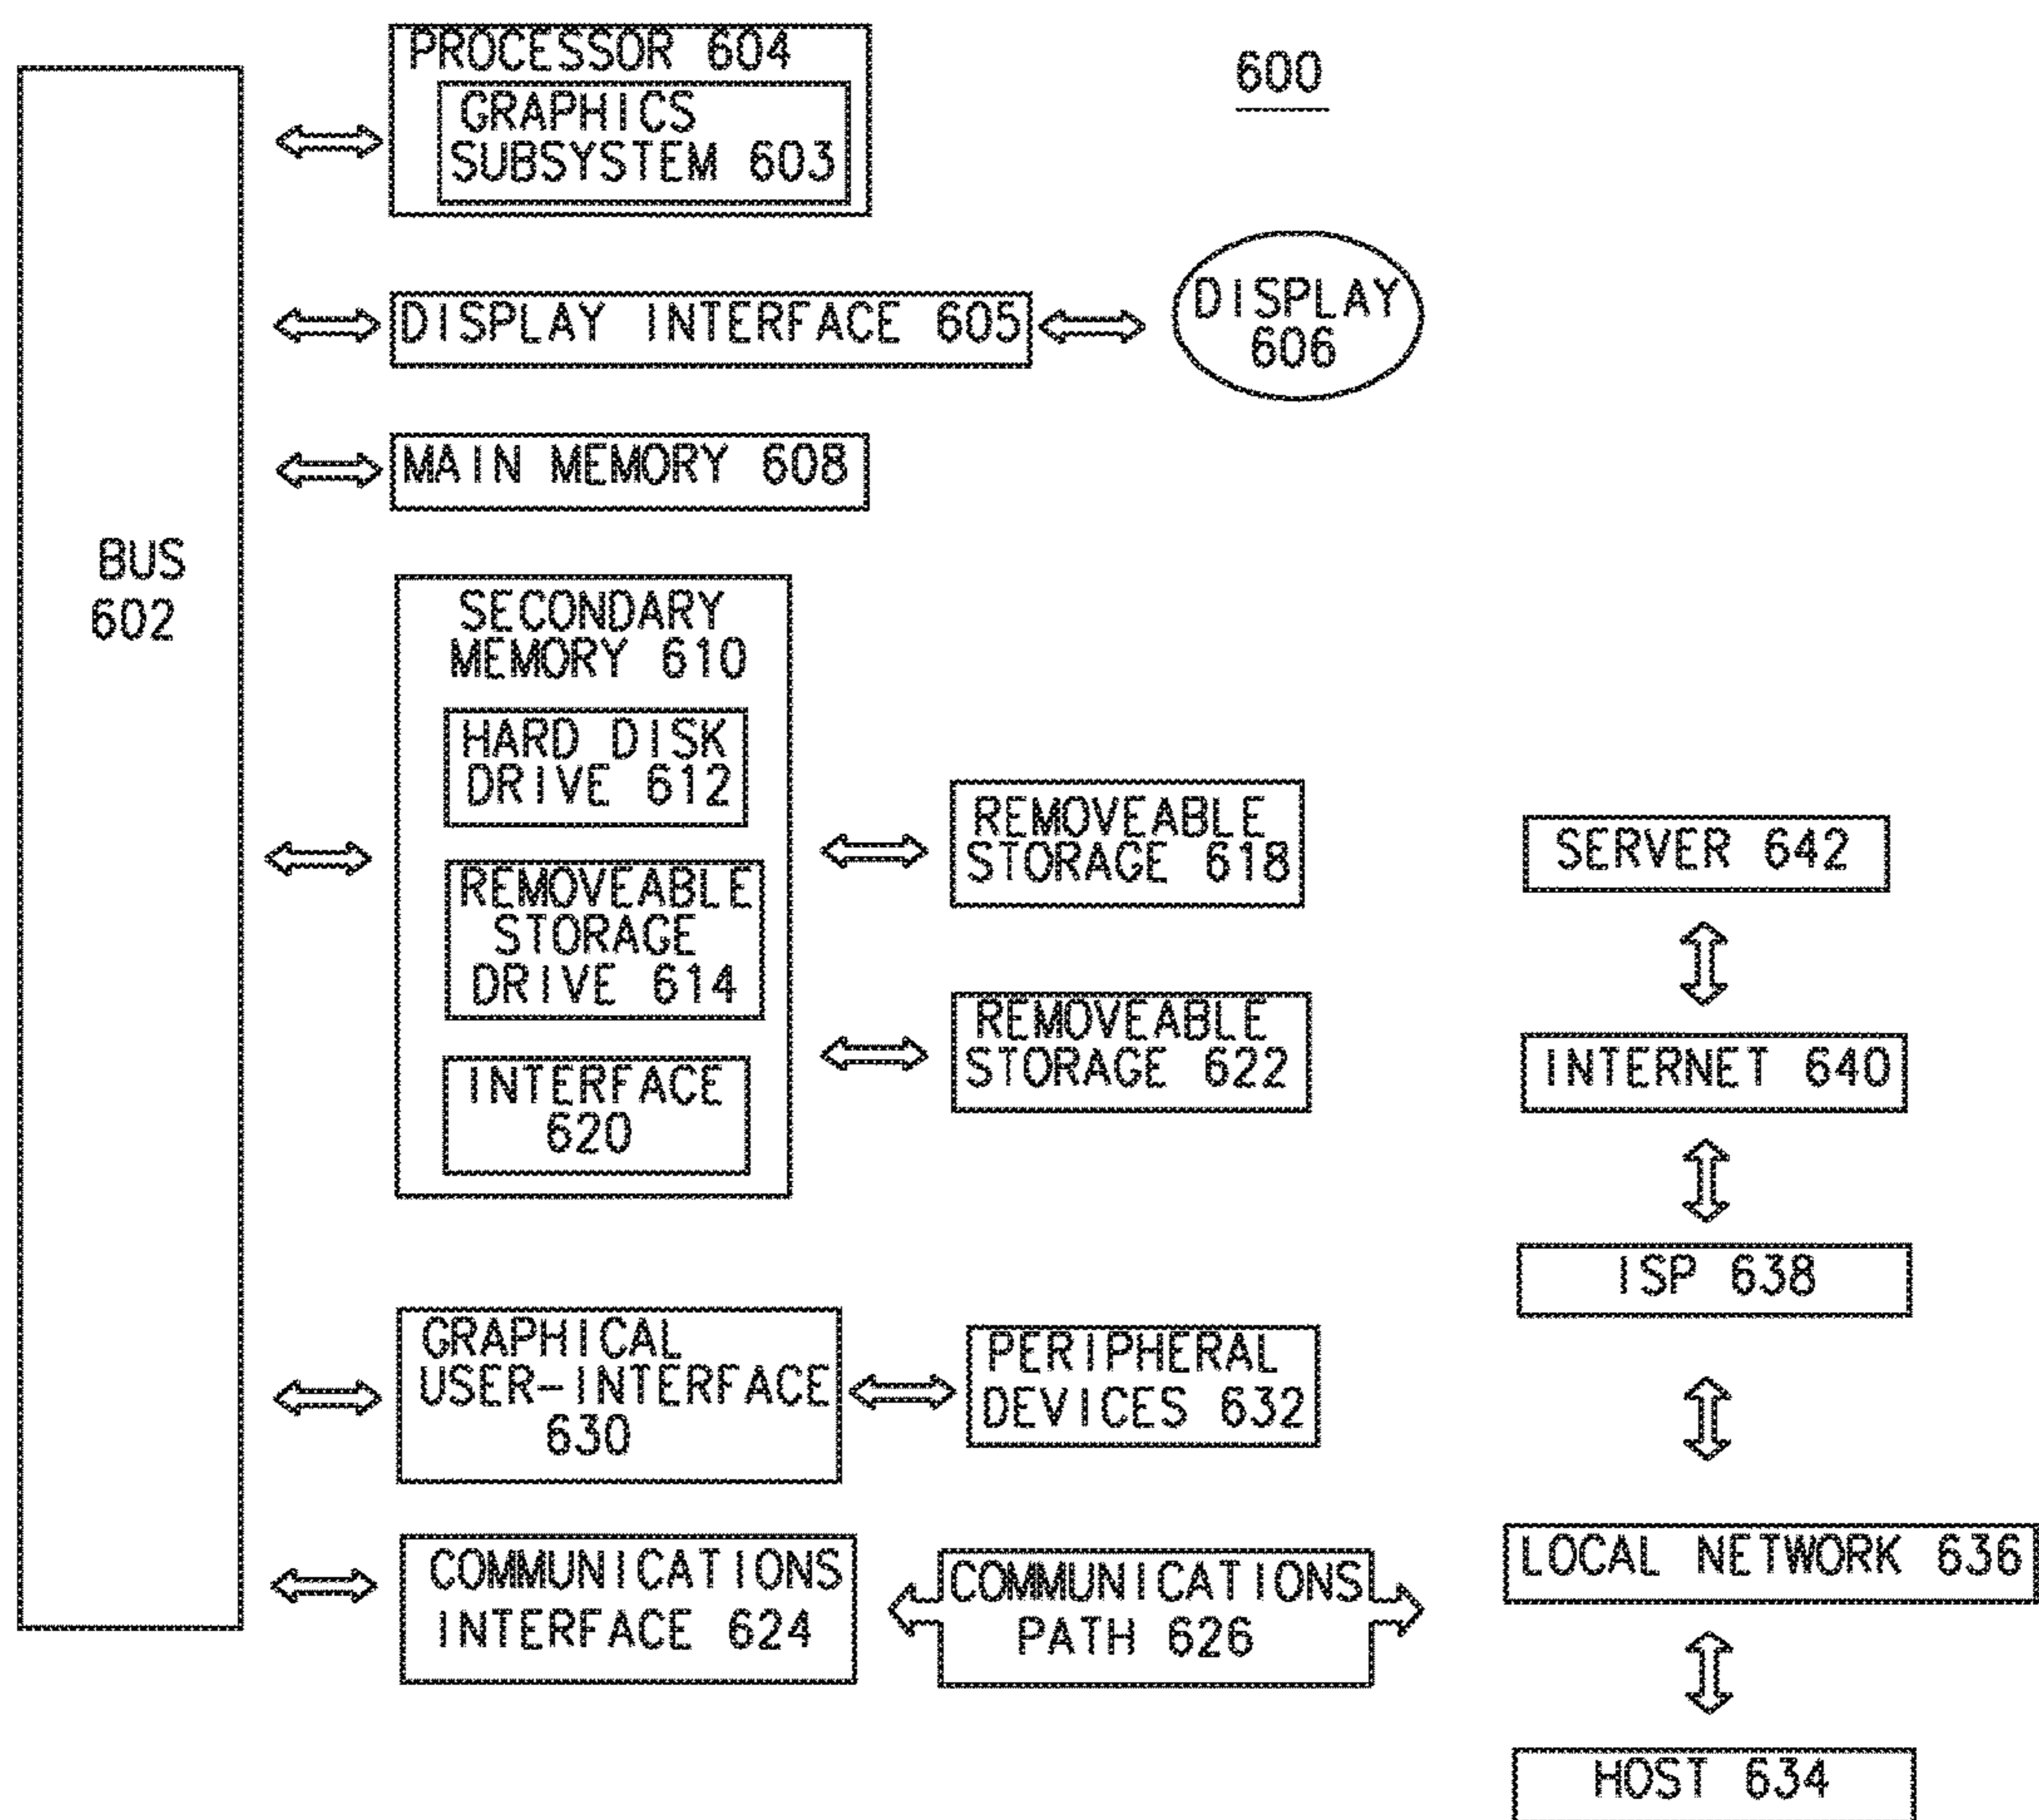 PROCESSOR 604
GRAPHICS
SUBSYSTEM 603
600
DISPLAY INTERFACE 605
DISPLAY
606
MAIN MEMORY 608
BUS
602
SECONDARY
MEMORY 610
HARD DISK
DRIVE 612
REMOVEABLE
STORAGE
DRIVE 614
INTERFACE
620
REMOVEABLE
STORAGE 618
REMOVEABLE
STORAGE 622
SERVER 642
INTERNET 640
ISP 638
GRAPHICAL
USER-INTERFACE
630
PERIPHERAL
DEVICES 632
COMMUNICATIONS
INTERFACE 624
COMMUNICATIONS
PATH 626
LOCAL NETWORK 636
HOST 634